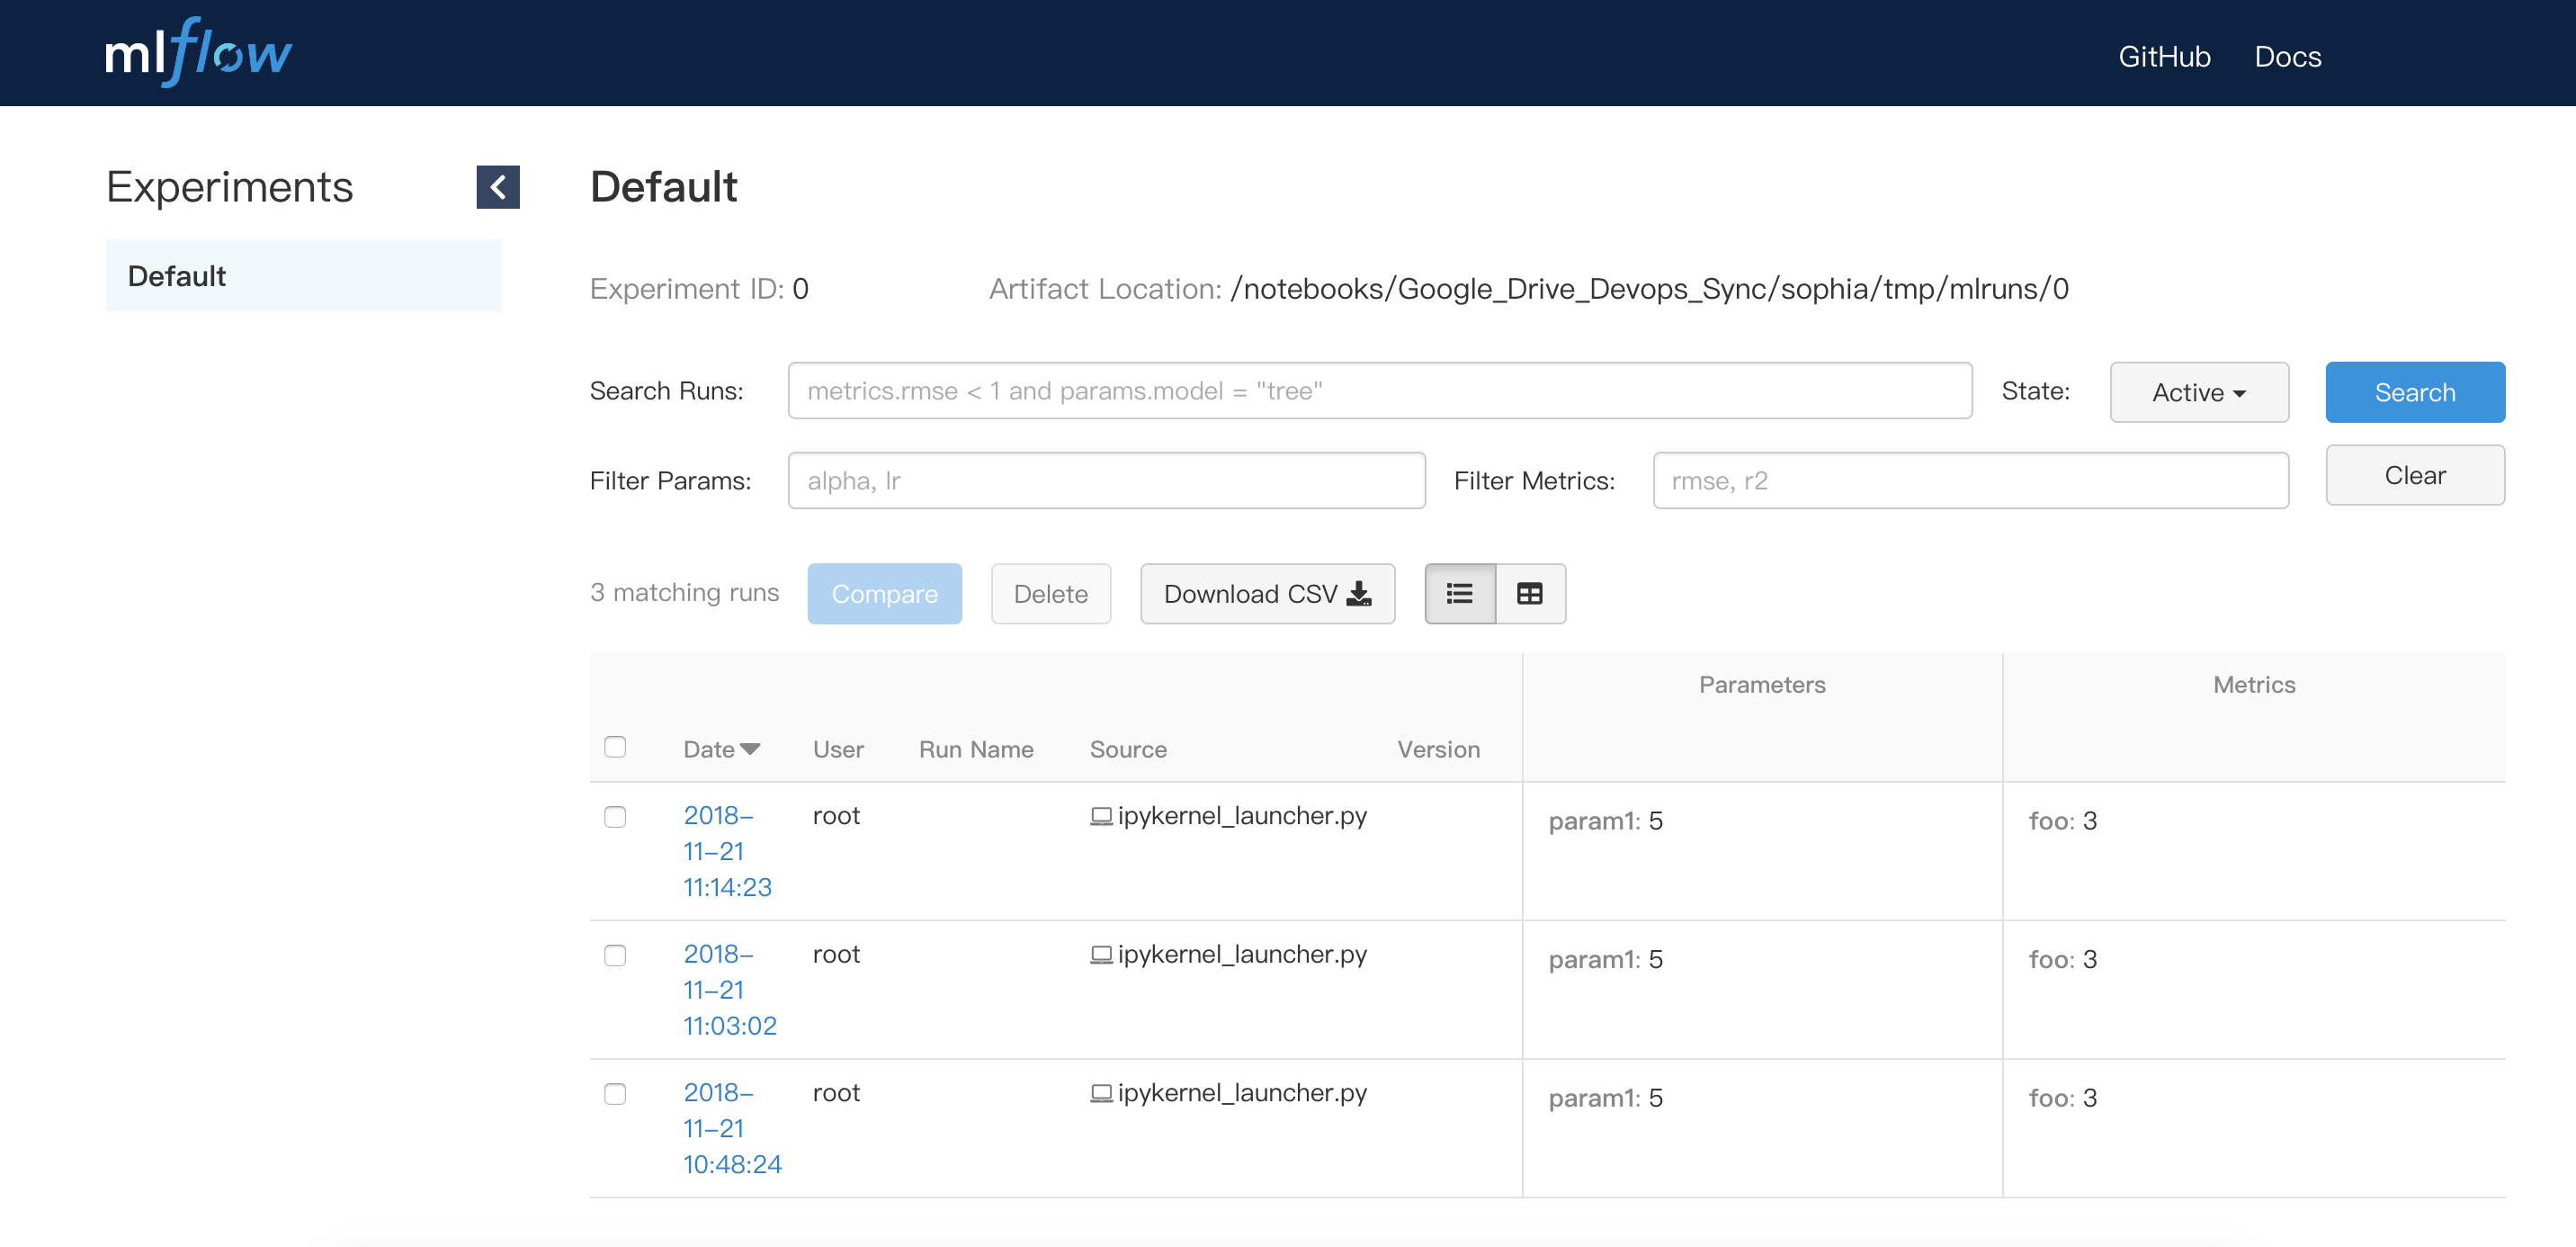 mlflow
GitHub Docs
Experiments
Default
Default
Experiment ID: 0 Artifact Location: /notebooks/Google_Drive_Devops_Sync/sophia/tmp/mlruns/0
Search Runs: metrics.rmse < 1 and params.model = "tree" State: Active Search
Filter Params: alpha, lr Filter Metrics: rmse, r2 Clear
3 matching runs Compare Delete Download CSV
Parameters Metrics
Date User Run Name Source Version
2018-11-21 11:14:23 root ipykernel_launcher.py param1: 5 foo: 3
2018-11-21 11:03:02 root ipykernel_launcher.py param1: 5 foo: 3
2018-11-21 10:48:24 root ipykernel_launcher.py param1: 5 foo: 3